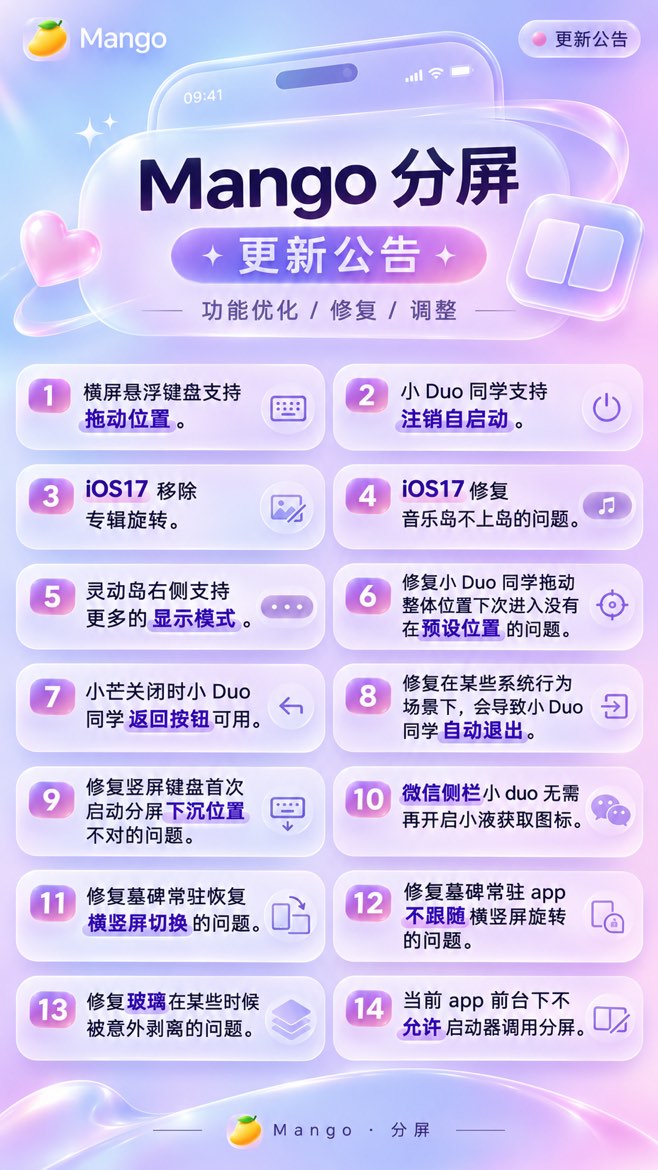 Mango
更新公告
09:41
Mango 分屏
更新公告
功能优化 / 修复 / 调整
1
横屏悬浮键盘支持
拖动位置。
2
小 Duo 同学支持
注销自启动。
3
iOS17 移除
专辑旋转。
4
iOS17 修复
音乐岛不上岛的问题。
5
灵动岛右侧支持
更多的显示模式。
6
修复小 Duo 同学拖动
整体位置下次进入没有
在预设位置的问题。
7
小芒关闭时小 Duo
同学返回按钮可用。
8
修复在某些系统行为
场景下，会导致小 Duo
同学自动退出。
9
修复竖屏键盘首次
启动分屏下沉位置
不对的问题。
10
微信侧栏小 duo 无需
再开启小液获取图标。
11
修复墓碑常驻恢复
横竖屏切换的问题。
12
修复墓碑常驻 app
不跟随横竖屏旋转
的问题。
13
修复玻璃在某些时候
被意外剥离的问题。
14
当前 app 前台下不
允许启动器调用分屏。
Mango · 分屏